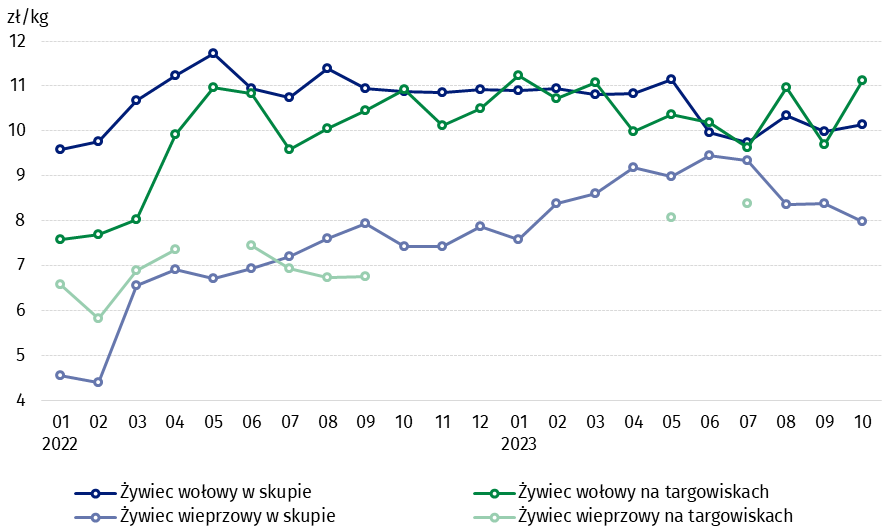 zł/kg
12
11
10
9
8
7
6
5
4
01 02 03 04 05 06 07 08 09 10 11 12 01 02 03 04 05 06 07 08 09 10
2022 2023
Żywiec wołowy w skupie Żywiec wołowy na targowiskach
Żywiec wieprzowy w skupie Żywiec wieprzowy na targowiskach